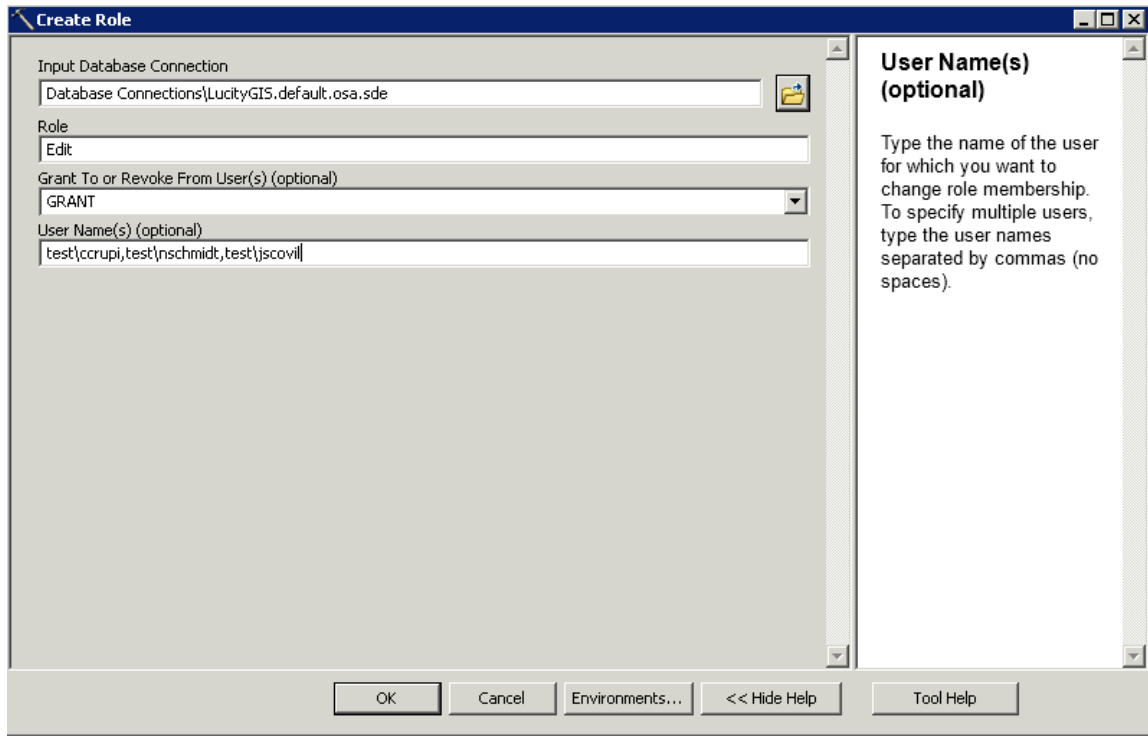 Create Role
Input Database Connection
Database Connections\LucityGIS.default.osa.sde
Role
Edit
Grant To or Revoke From User(s) (optional)
GRANT
User Name(s) (optional)
test\ccrupi,test\nschmidt,test\jscovil
User Name(s)
(optional)
Type the name of the user
for which you want to
change role membership.
To specify multiple users,
type the user names
separated by commas (no
spaces).
OK
Cancel
Environments...
<< Hide Help
Tool Help